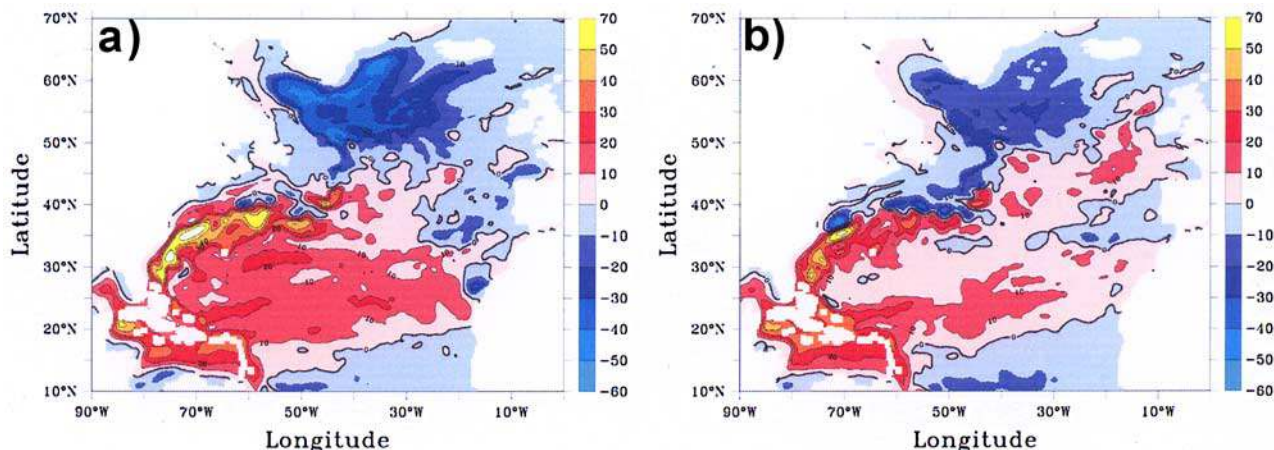 a)
70°N
60°N
50°N
40°N
30°N
20°N
10°N
Latitude
90°W
70°W
50°W
30°W
10°W
Longitude
70
50
40
30
20
10
0
-10
-20
-30
-40
-50
-60
b)
70°N
60°N
50°N
40°N
30°N
20°N
10°N
Latitude
90°W
70°W
50°W
30°W
10°W
Longitude
70
50
40
30
20
10
0
-10
-20
-30
-40
-50
-60